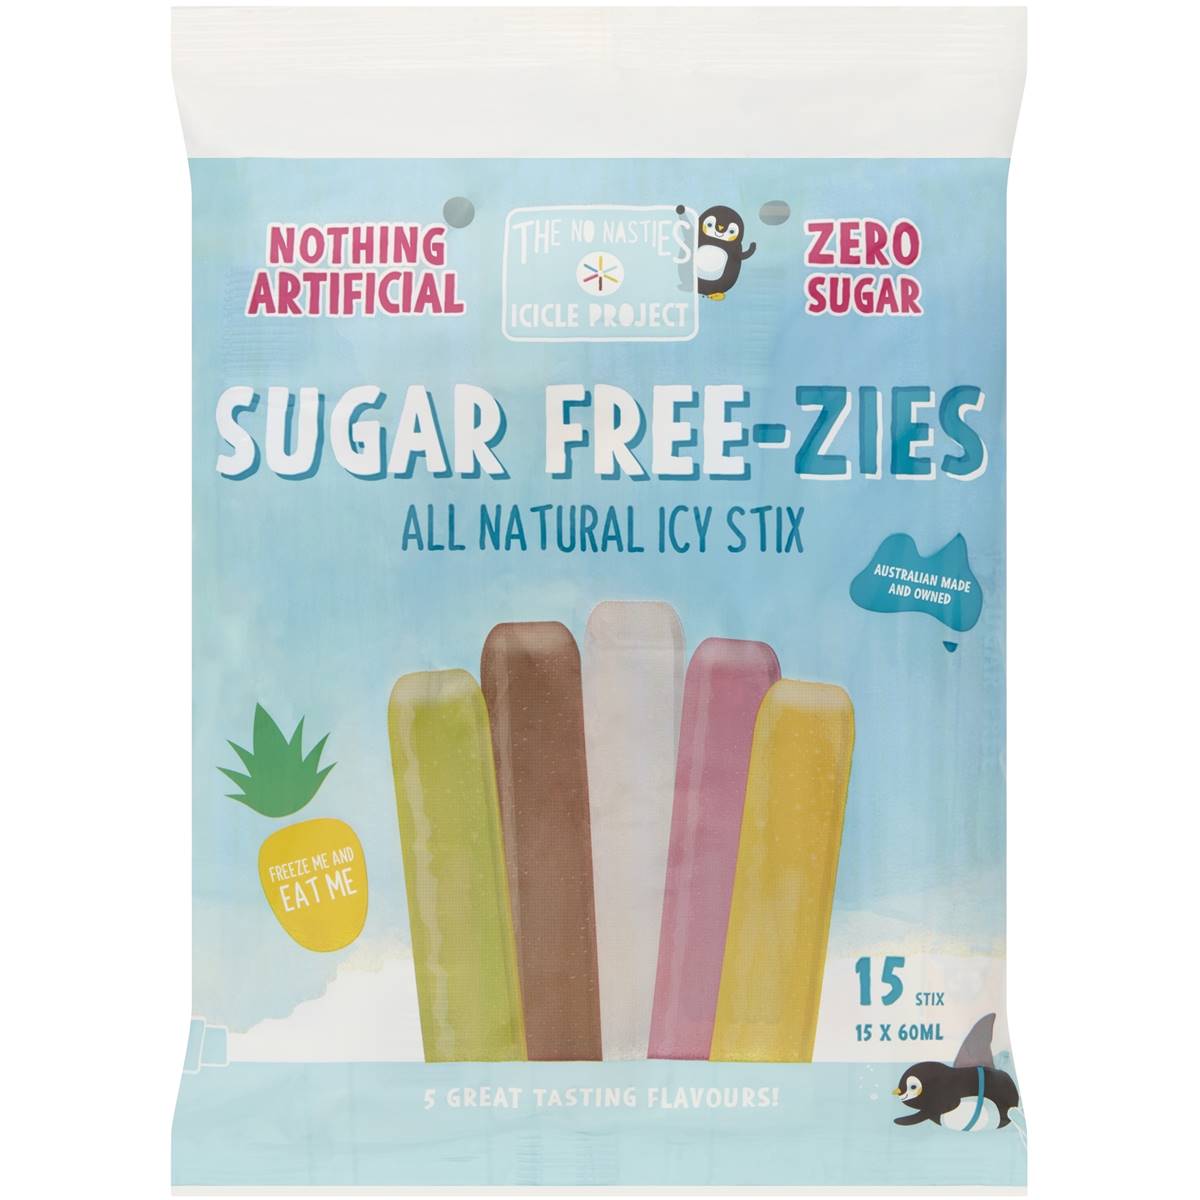 NOTHING
ARTIFICIAL
THE NO NASTIES
ICICLE PROJECT
ZERO
SUGAR
SUGAR FREE-ZIES
ALL NATURAL ICY STIX
AUSTRALIAN MADE
AND OWNED
FREEZE ME AND
EAT ME
15 STIX
15 X 60ML
5 GREAT TASTING FLAVOURS!